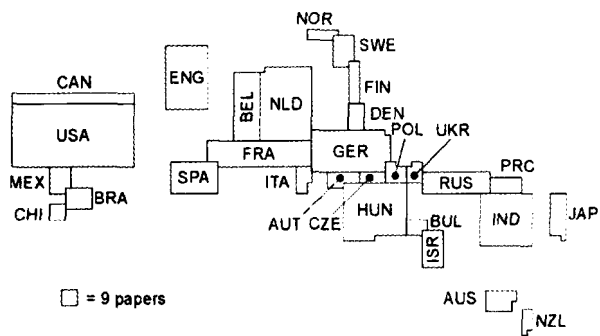 NOR
SWE
ENG
CAN
BEL
NLD
FIN
DEN
USA
POL
UKR
FRA
GER
PRC
MEX
SPA
ITA
RUS
BRA
CHI
AUT
CZE
HUN
BUL
IND
JAP
ISR
= 9 papers
AUS
NZL